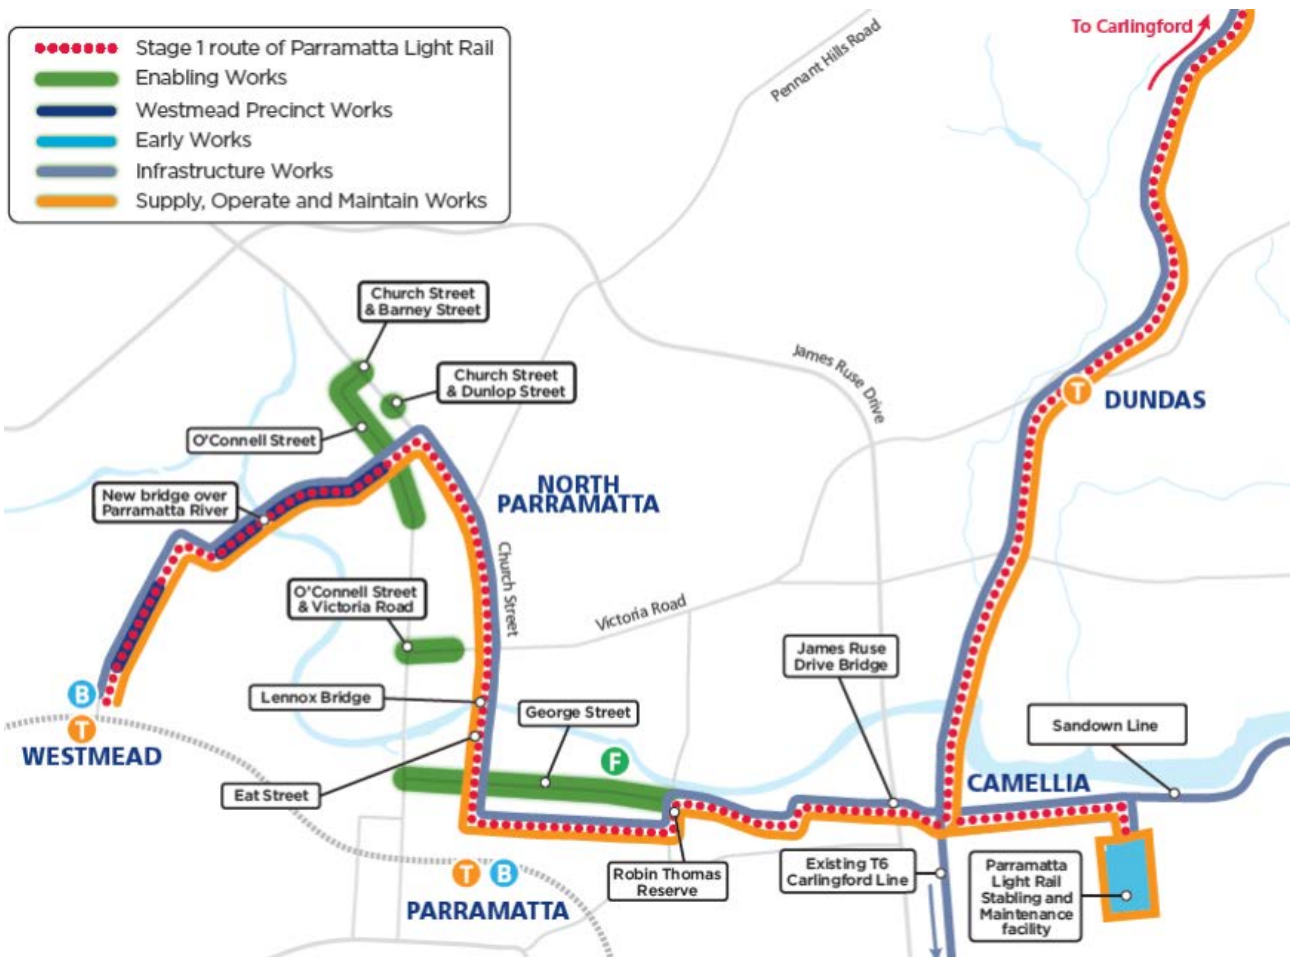 Stage 1 route of Parramatta Light Rail
Enabling Works
Westmead Precinct Works
Early Works
Infrastructure Works
Supply, Operate and Maintain Works
To Carlingford
Pennant Hills Road
Church Street
& Barney Street
Church Street
& Dunlop Street
James Ruse Drive
T
DUNDAS
O'Connell Street
NORTH
PARRAMATTA
New bridge over
Parramatta River
Church Street
O'Connell Street
& Victoria Road
Victoria Road
James Ruse
Drive Bridge
B
T
WESTMEAD
Lennox Bridge
George Street
Sandown Line
F
CAMELLIA
Eat Street
T
B
PARRAMATTA
Robin Thomas
Reserve
Existing T6
Carlingford Line
Parramatta
Light Rail
Stabling and
Maintenance
facility